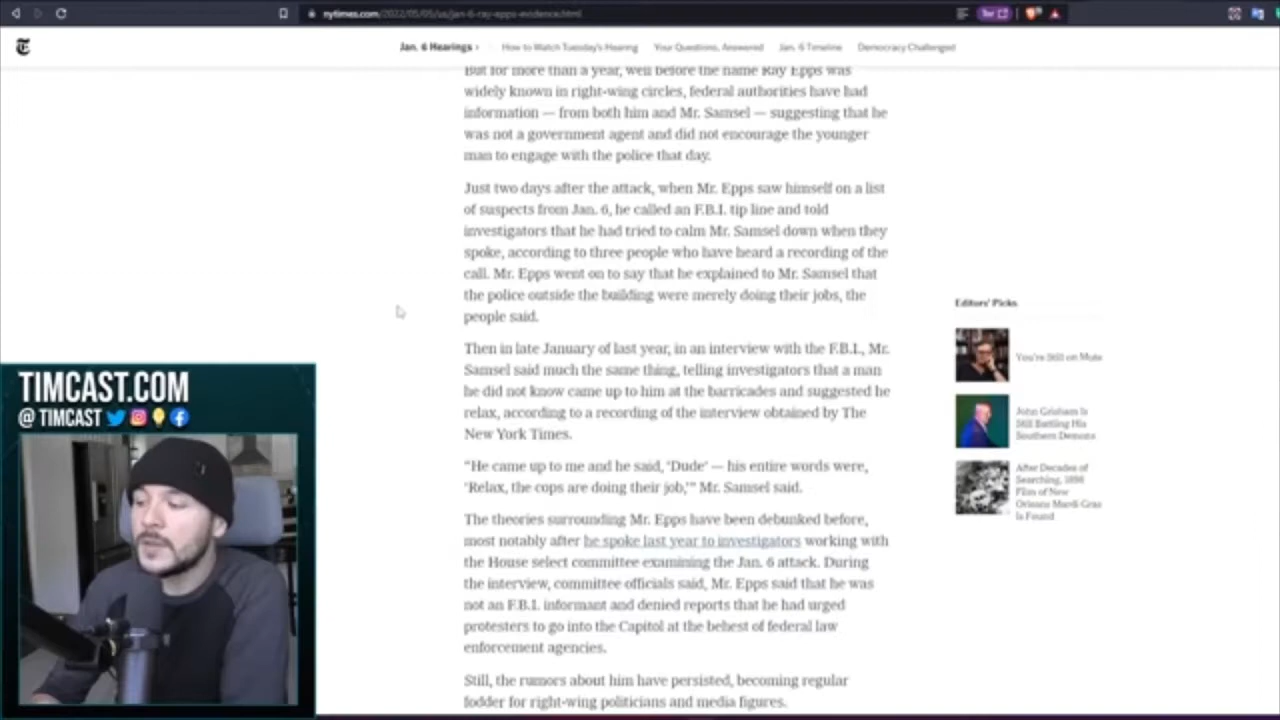 nytimes.com/2022/05/05/us/jan-6-ray-epps-evidence.html
Tor
Jan. 6 Hearings
How to Watch Tuesday's Hearing
Your Questions, Answered
Jan. 6 Timeline
Democracy Challenged
But for more than a year, well before the name Ray Epps was
widely known in right-wing circles, federal authorities have had
information — from both him and Mr. Samsel — suggesting that he
was not a government agent and did not encourage the younger
man to engage with the police that day.
Just two days after the attack, when Mr. Epps saw himself on a list
of suspects from Jan. 6, he called an F.B.I. tip line and told
investigators that he had tried to calm Mr. Samsel down when they
spoke, according to three people who have heard a recording of the
call. Mr. Epps went on to say that he explained to Mr. Samsel that
the police outside the building were merely doing their jobs, the
people said.
Then in late January of last year, in an interview with the F.B.I., Mr.
Samsel said much the same thing, telling investigators that a man
he did not know came up to him at the barricades and suggested he
relax, according to a recording of the interview obtained by The
New York Times.
“He came up to me and he said, ‘Dude’ — his entire words were,
‘Relax, the cops are doing their job,’” Mr. Samsel said.
The theories surrounding Mr. Epps have been debunked before,
most notably after he spoke last year to investigators working with
the House select committee examining the Jan. 6 attack. During
the interview, committee officials said, Mr. Epps said that he was
not an F.B.I. informant and denied reports that he had urged
protesters to go into the Capitol at the behest of federal law
enforcement agencies.
Still, the rumors about him have persisted, becoming regular
fodder for right-wing politicians and media figures.
Editors' Picks
You're Still on Mute
John Grisham Is
Still Battling His
Southern Demons
After Decades of
Searching, 1898
Film of New
Orleans Mardi Gras
Is Found
TIMCAST.COM
@ TIMCAST